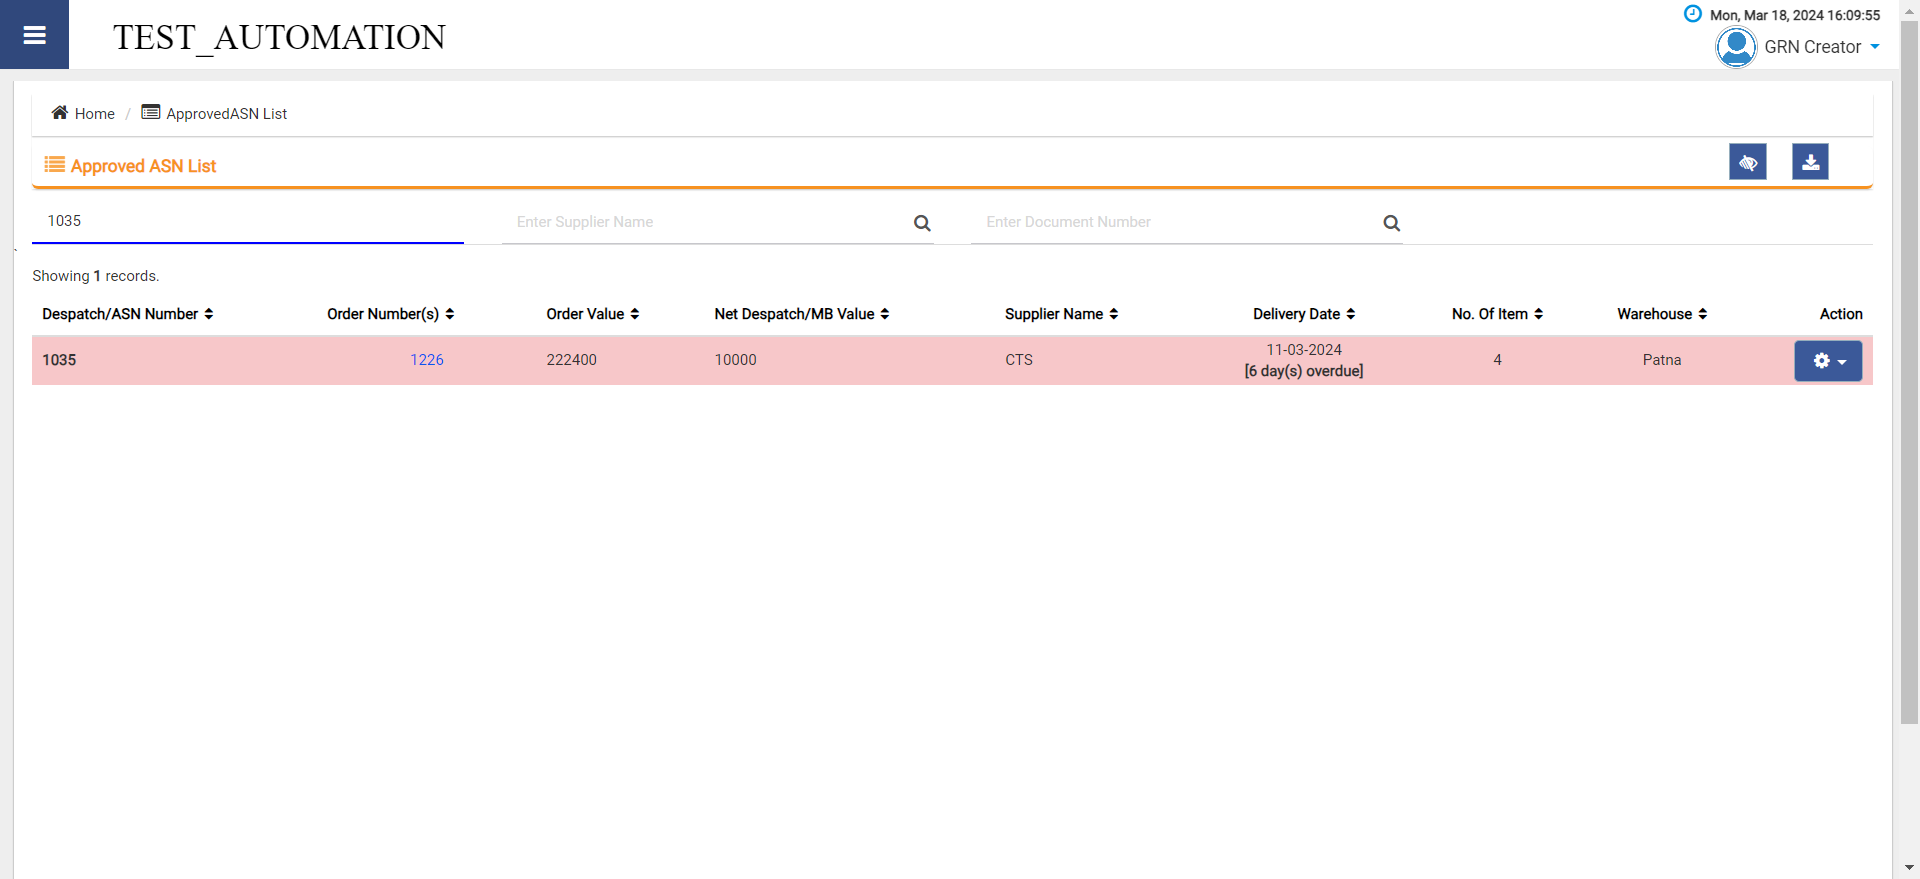 TEST_AUTOMATION
Mon, Mar 18, 2024 16:09:55
GRN Creator
Home / ApprovedASN List
Approved ASN List
1035 Enter Supplier Name Enter Document Number
Showing 1 records.
Despatch/ASN Number Order Number(s) Order Value Net Despatch/MB Value Supplier Name Delivery Date No. Of Item Warehouse Action
1035 1226 222400 10000 CTS 11-03-2024 4 Patna
[6 day(s) overdue]